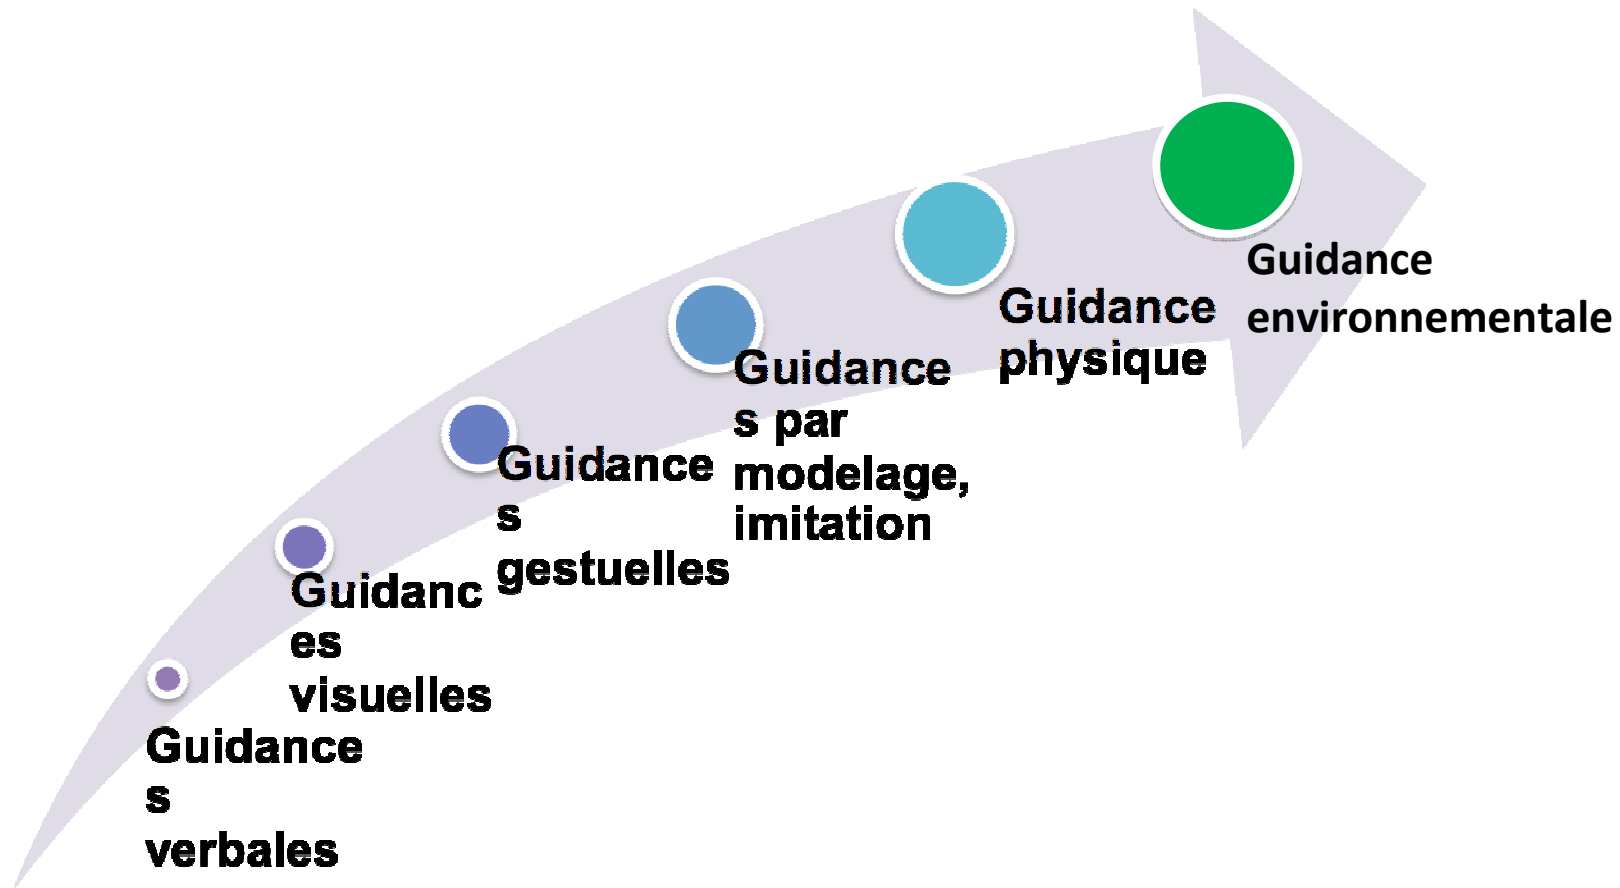 Guidance
s
verbales
Guidanc
es
visuelles
Guidance
s
gestuelles
Guidance
s par
modelage,
imitation
Guidance
physique
Guidance
environnementale